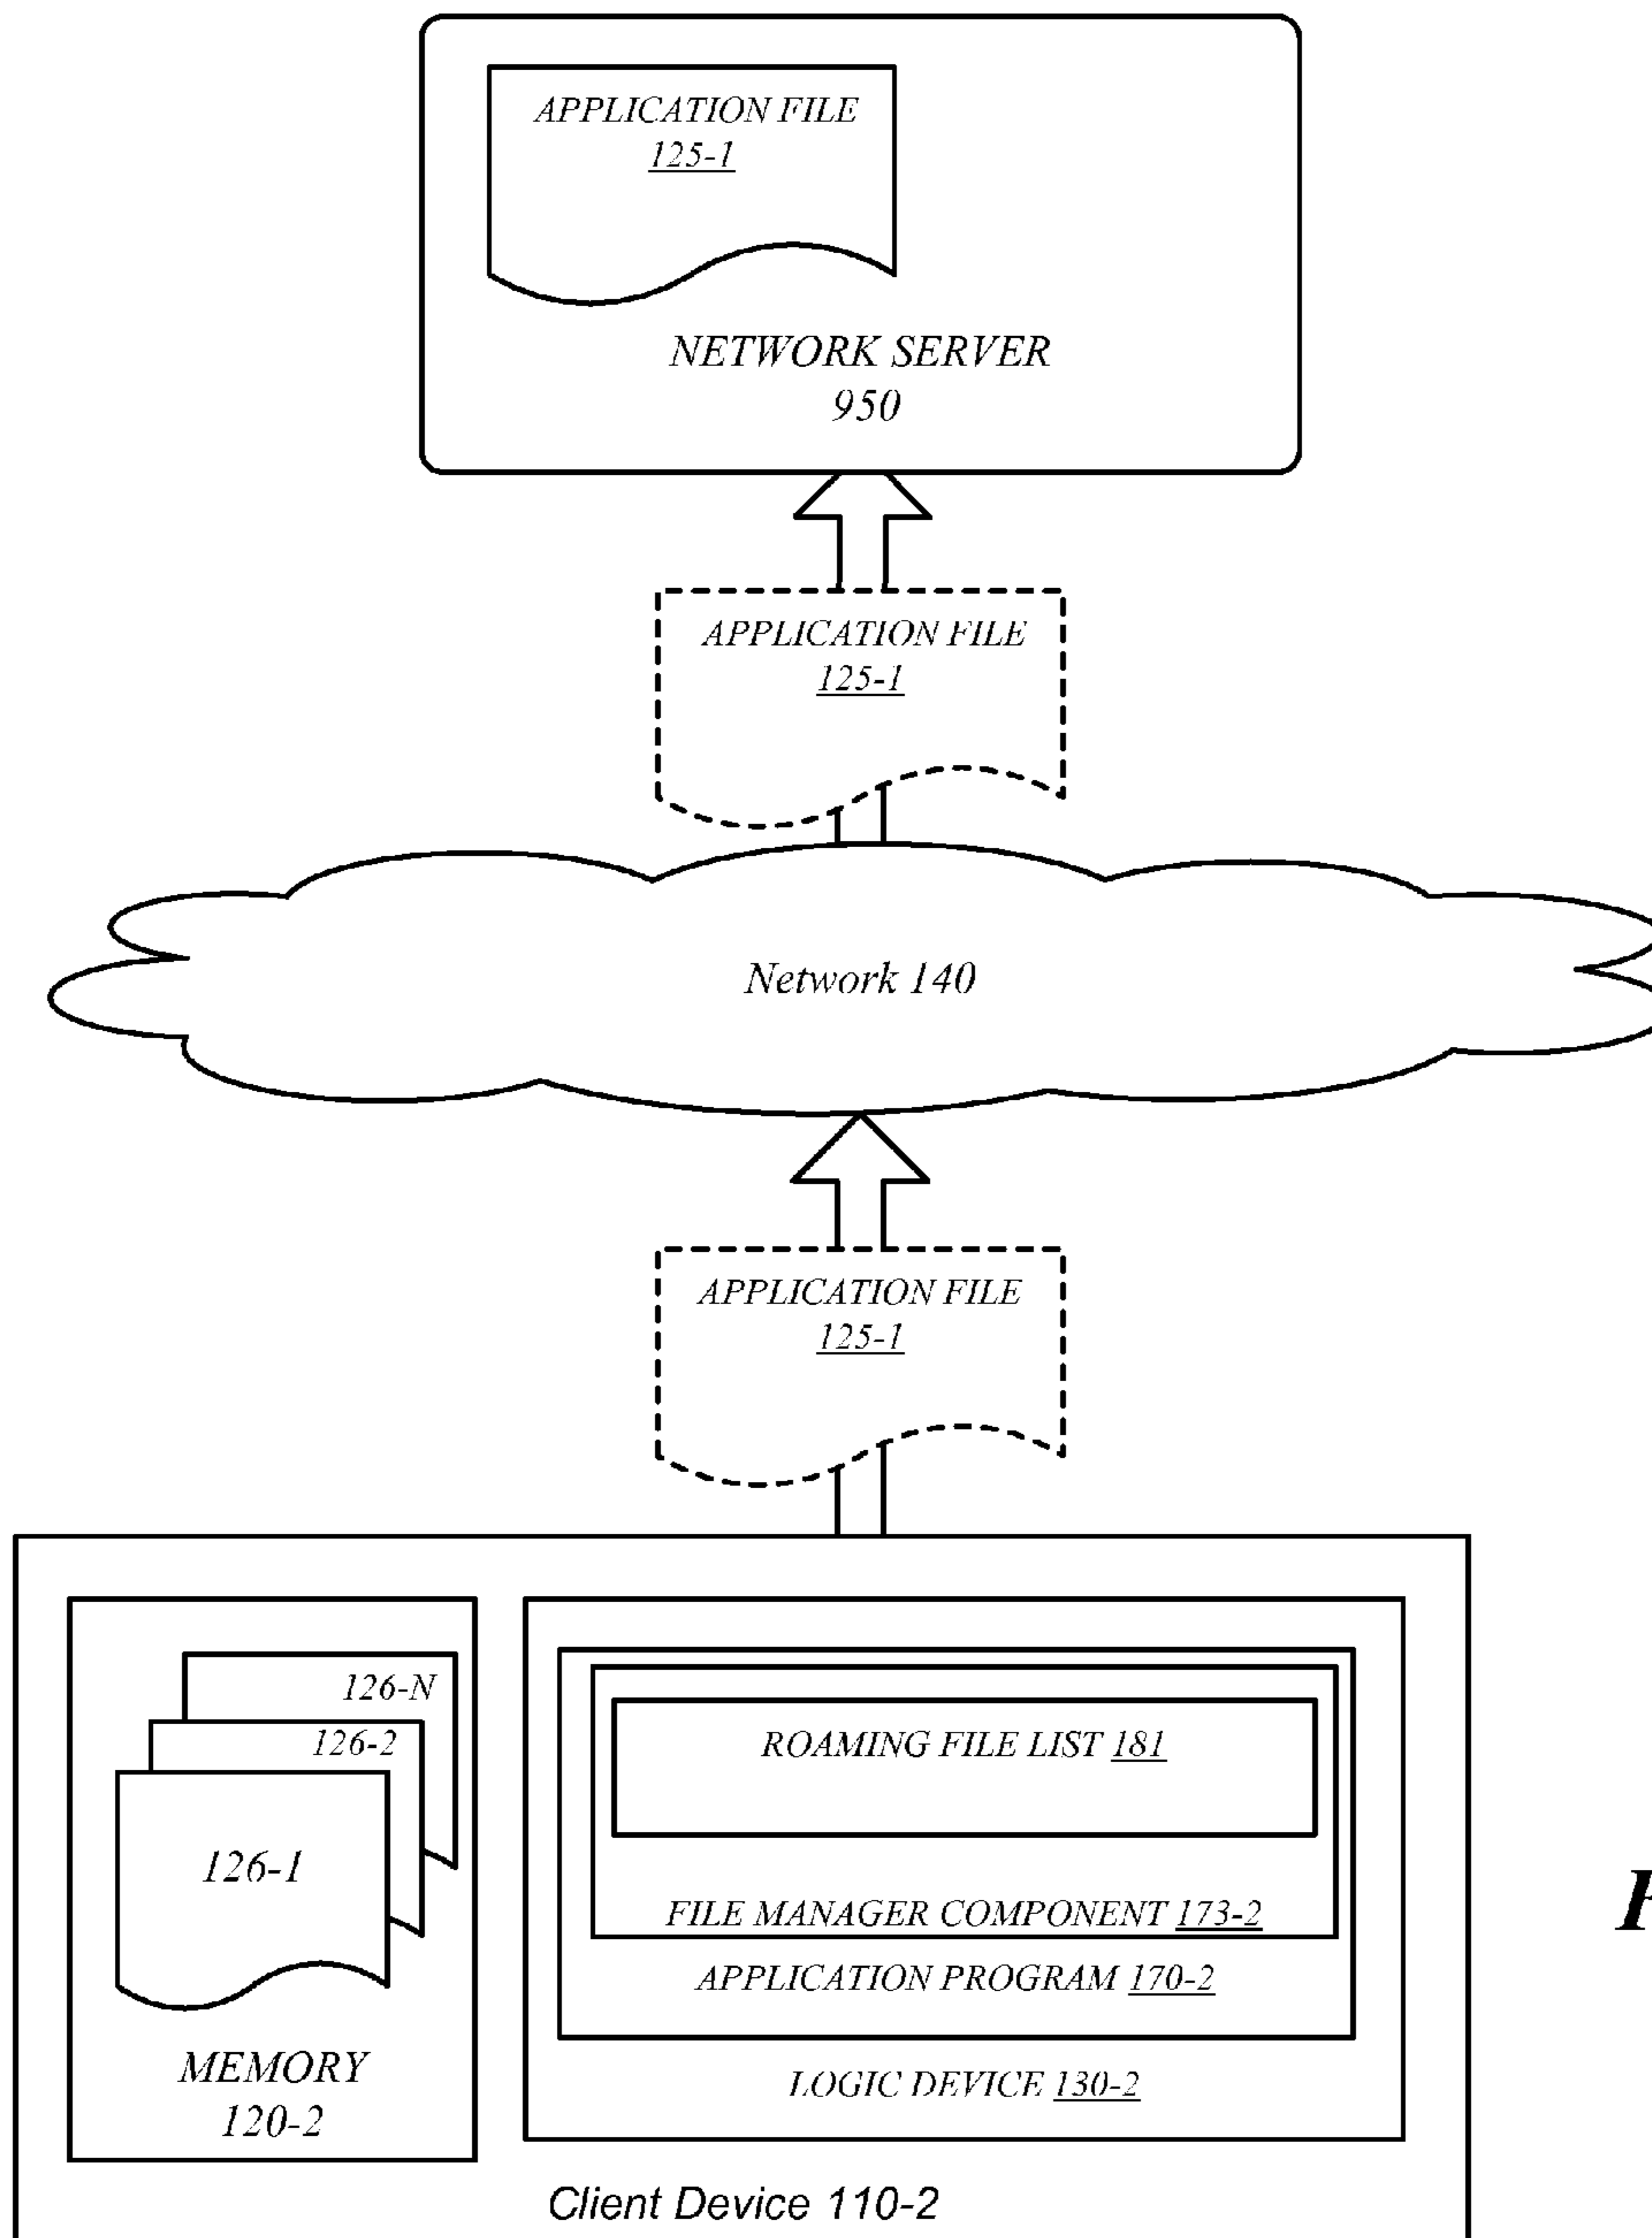 APPLICATION FILE
125-1
NETWORK SERVER
950
APPLICATION FILE
125-1
Network 140
APPLICATION FILE
125-1
126-N
126-2
126-1
MEMORY
120-2
ROAMING FILE LIST 181
FILE MANAGER COMPONENT 173-2
APPLICATION PROGRAM 170-2
LOGIC DEVICE 130-2
Client Device 110-2